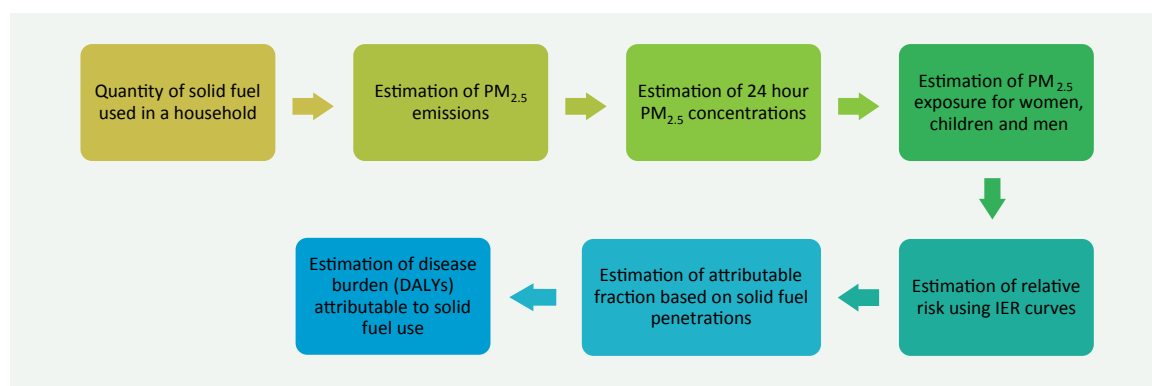 Quantity of solid fuel
used in a household
Estimation of PM₂.₅
emissions
Estimation of 24 hour
PM₂.₅ concentrations
Estimation of PM₂.₅
exposure for women,
children and men
Estimation of relative
risk using IER curves
Estimation of attributable
fraction based on solid fuel
penetrations
Estimation of disease
burden (DALYs)
attributable to solid
fuel use